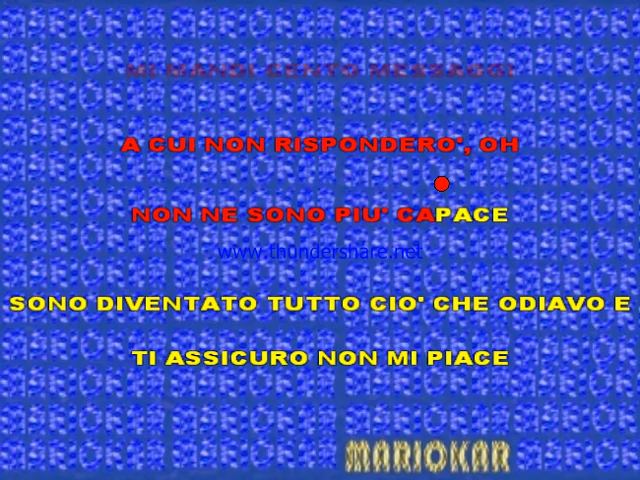 MI MANDI CENTO MESSAGGI
A CUI NON RISPONDERO', OH
NON NE SONO PIU' CAPACE
www.thundershare.net
SONO DIVENTATO TUTTO CIO' CHE ODIAVO E
TI ASSICURO NON MI PIACE
MARIOKAR